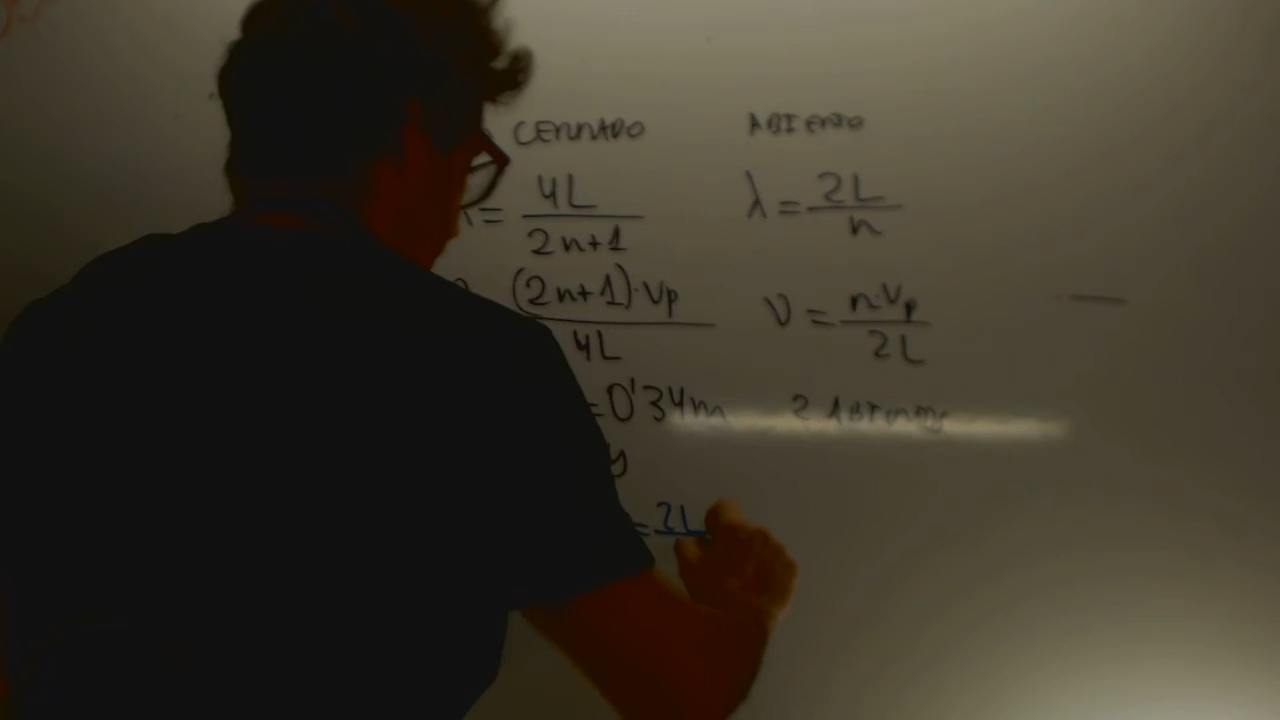 CERRADO ABIERTO
λ = 4L / 2n+1 λ = 2L / n
(2n+1)·Vp / 4L ν = n·Vp / 2L
=0'34m 2 ABIERTOS
= 2L